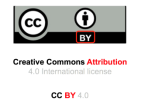 cc
BY
Creative Commons Attribution
4.0 International license
CC BY 4.0